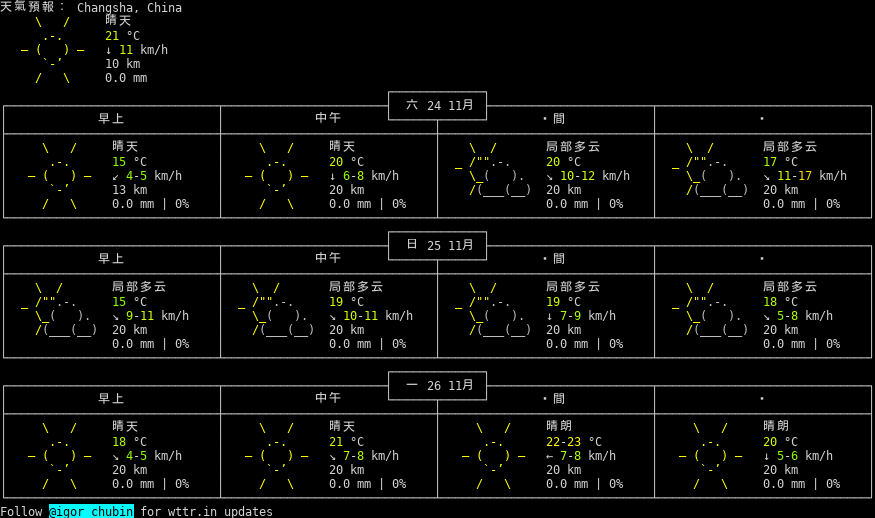 天氣預報： Changsha, China
晴天
21 °C
↓ 11 km/h
10 km
0.0 mm
六 24 11月
早上 中午 ・間 ・
晴天 晴天 局部多云 局部多云
15 °C 20 °C 20 °C 17 °C
↙ 4-5 km/h ↓ 6-8 km/h ↘ 10-12 km/h ↘ 11-17 km/h
13 km 20 km 20 km 20 km
0.0 mm | 0% 0.0 mm | 0% 0.0 mm | 0% 0.0 mm | 0%
日 25 11月
早上 中午 ・間 ・
局部多云 局部多云 局部多云 局部多云
15 °C 19 °C 19 °C 18 °C
↘ 9-11 km/h ↘ 10-11 km/h ↓ 7-9 km/h ↘ 5-8 km/h
20 km 20 km 20 km 20 km
0.0 mm | 0% 0.0 mm | 0% 0.0 mm | 0% 0.0 mm | 0%
一 26 11月
早上 中午 ・間 ・
晴天 晴天 晴朗 晴朗
18 °C 21 °C 22-23 °C 20 °C
↘ 4-5 km/h ↘ 7-8 km/h ← 7-8 km/h ↓ 5-6 km/h
20 km 20 km 20 km 20 km
0.0 mm | 0% 0.0 mm | 0% 0.0 mm | 0% 0.0 mm | 0%
Follow @igor_chubin for wttr.in updates